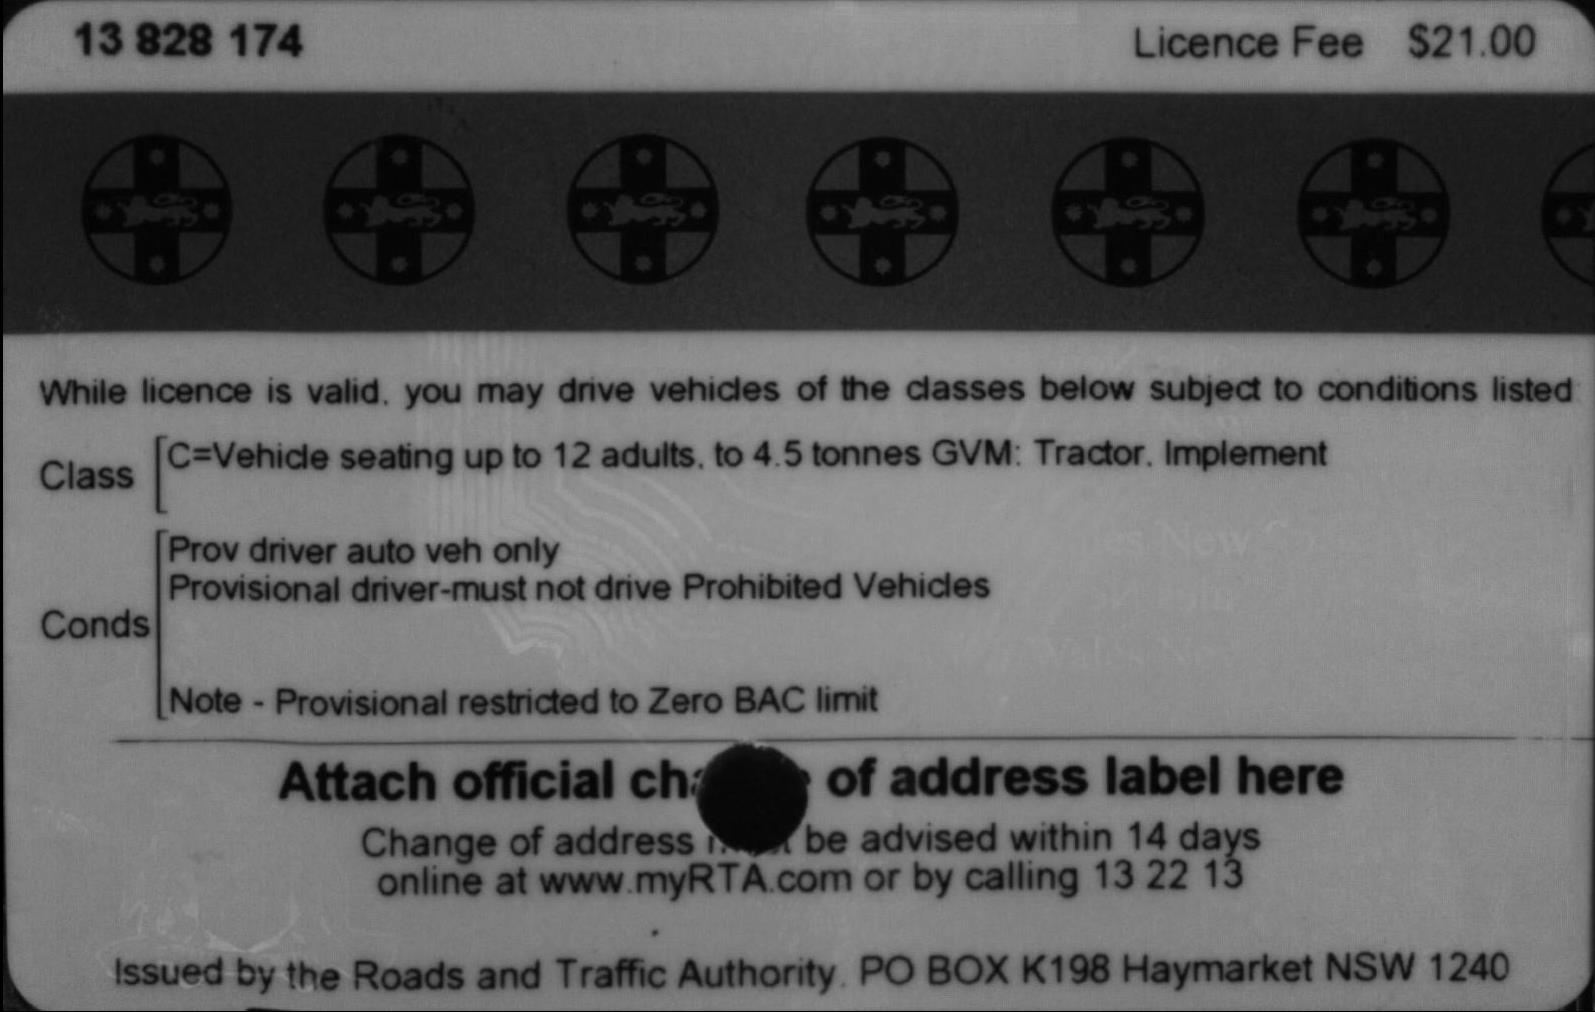 13 828 174 Licence Fee $21.00
While licence is valid, you may drive vehicles of the classes below subject to conditions listed
Class C=Vehicle seating up to 12 adults, to 4.5 tonnes GVM: Tractor, Implement
Prov driver auto veh only
Provisional driver-must not drive Prohibited Vehicles
Conds
Note - Provisional restricted to Zero BAC limit
Attach official of address label here
Change of address be advised within 14 days
online at www.myRTA.com or by calling 13 22 13
Issued by the Roads and Traffic Authority, PO BOX K198 Haymarket NSW 1240